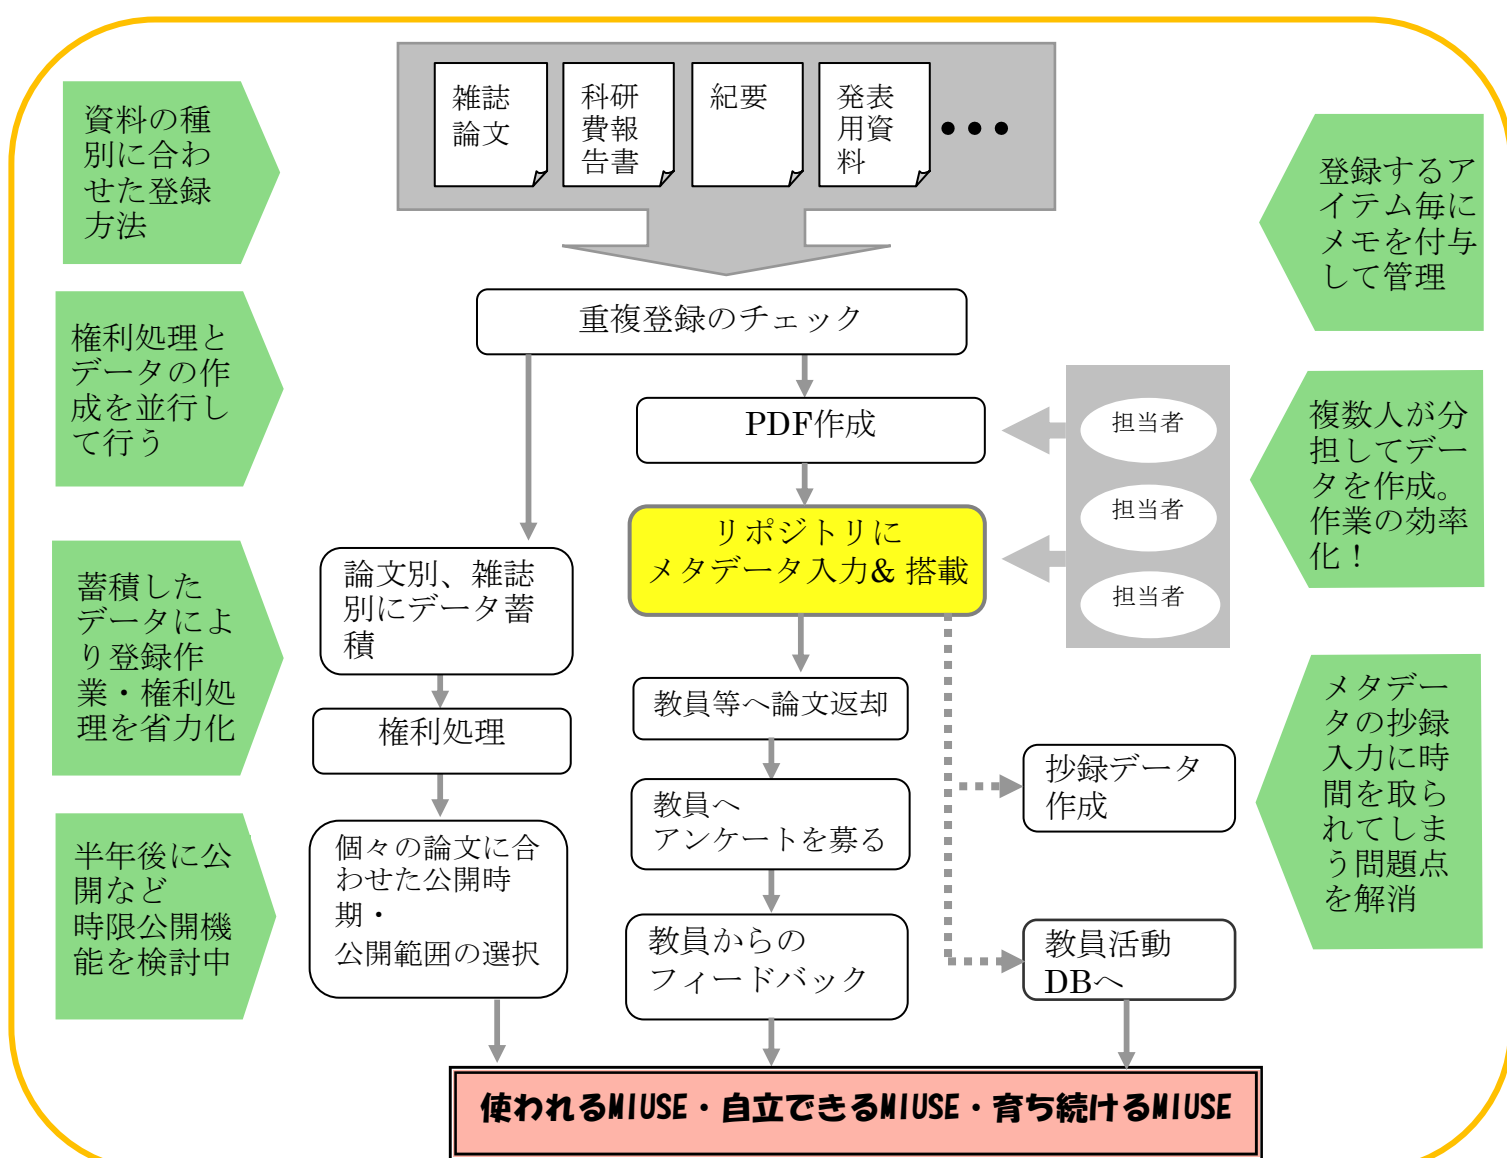 雑誌
論文
科研
費報
告書
紀要
発表
用資
料
•••
資料の種
別に合わ
せた登録
方法
登録するア
イテム毎に
メモを付与
して管理
重複登録のチェック
権利処理と
データの作
成を並行し
て行う
PDF作成
担当者
担当者
担当者
複数人が分
担してデー
タを作成。
作業の効率
化！
リポジトリに
メタデータ入力& 搭載
論文別、雑誌
別にデータ蓄
積
蓄積した
データによ
り登録作
業・権利処
理を省力化
教員等へ論文返却
権利処理
メタデー
タの抄録
入力に時
間を取ら
れてしま
う問題点
を解消
抄録データ
作成
教員へ
アンケートを募る
個々の論文に合
わせた公開時
期・
公開範囲の選択
半年後に公
開など
時限公開機
能を検討中
教員からの
フィードバック
教員活動
DBへ
使われるMIUSE・自立できるMIUSE・育ち続けるMIUSE